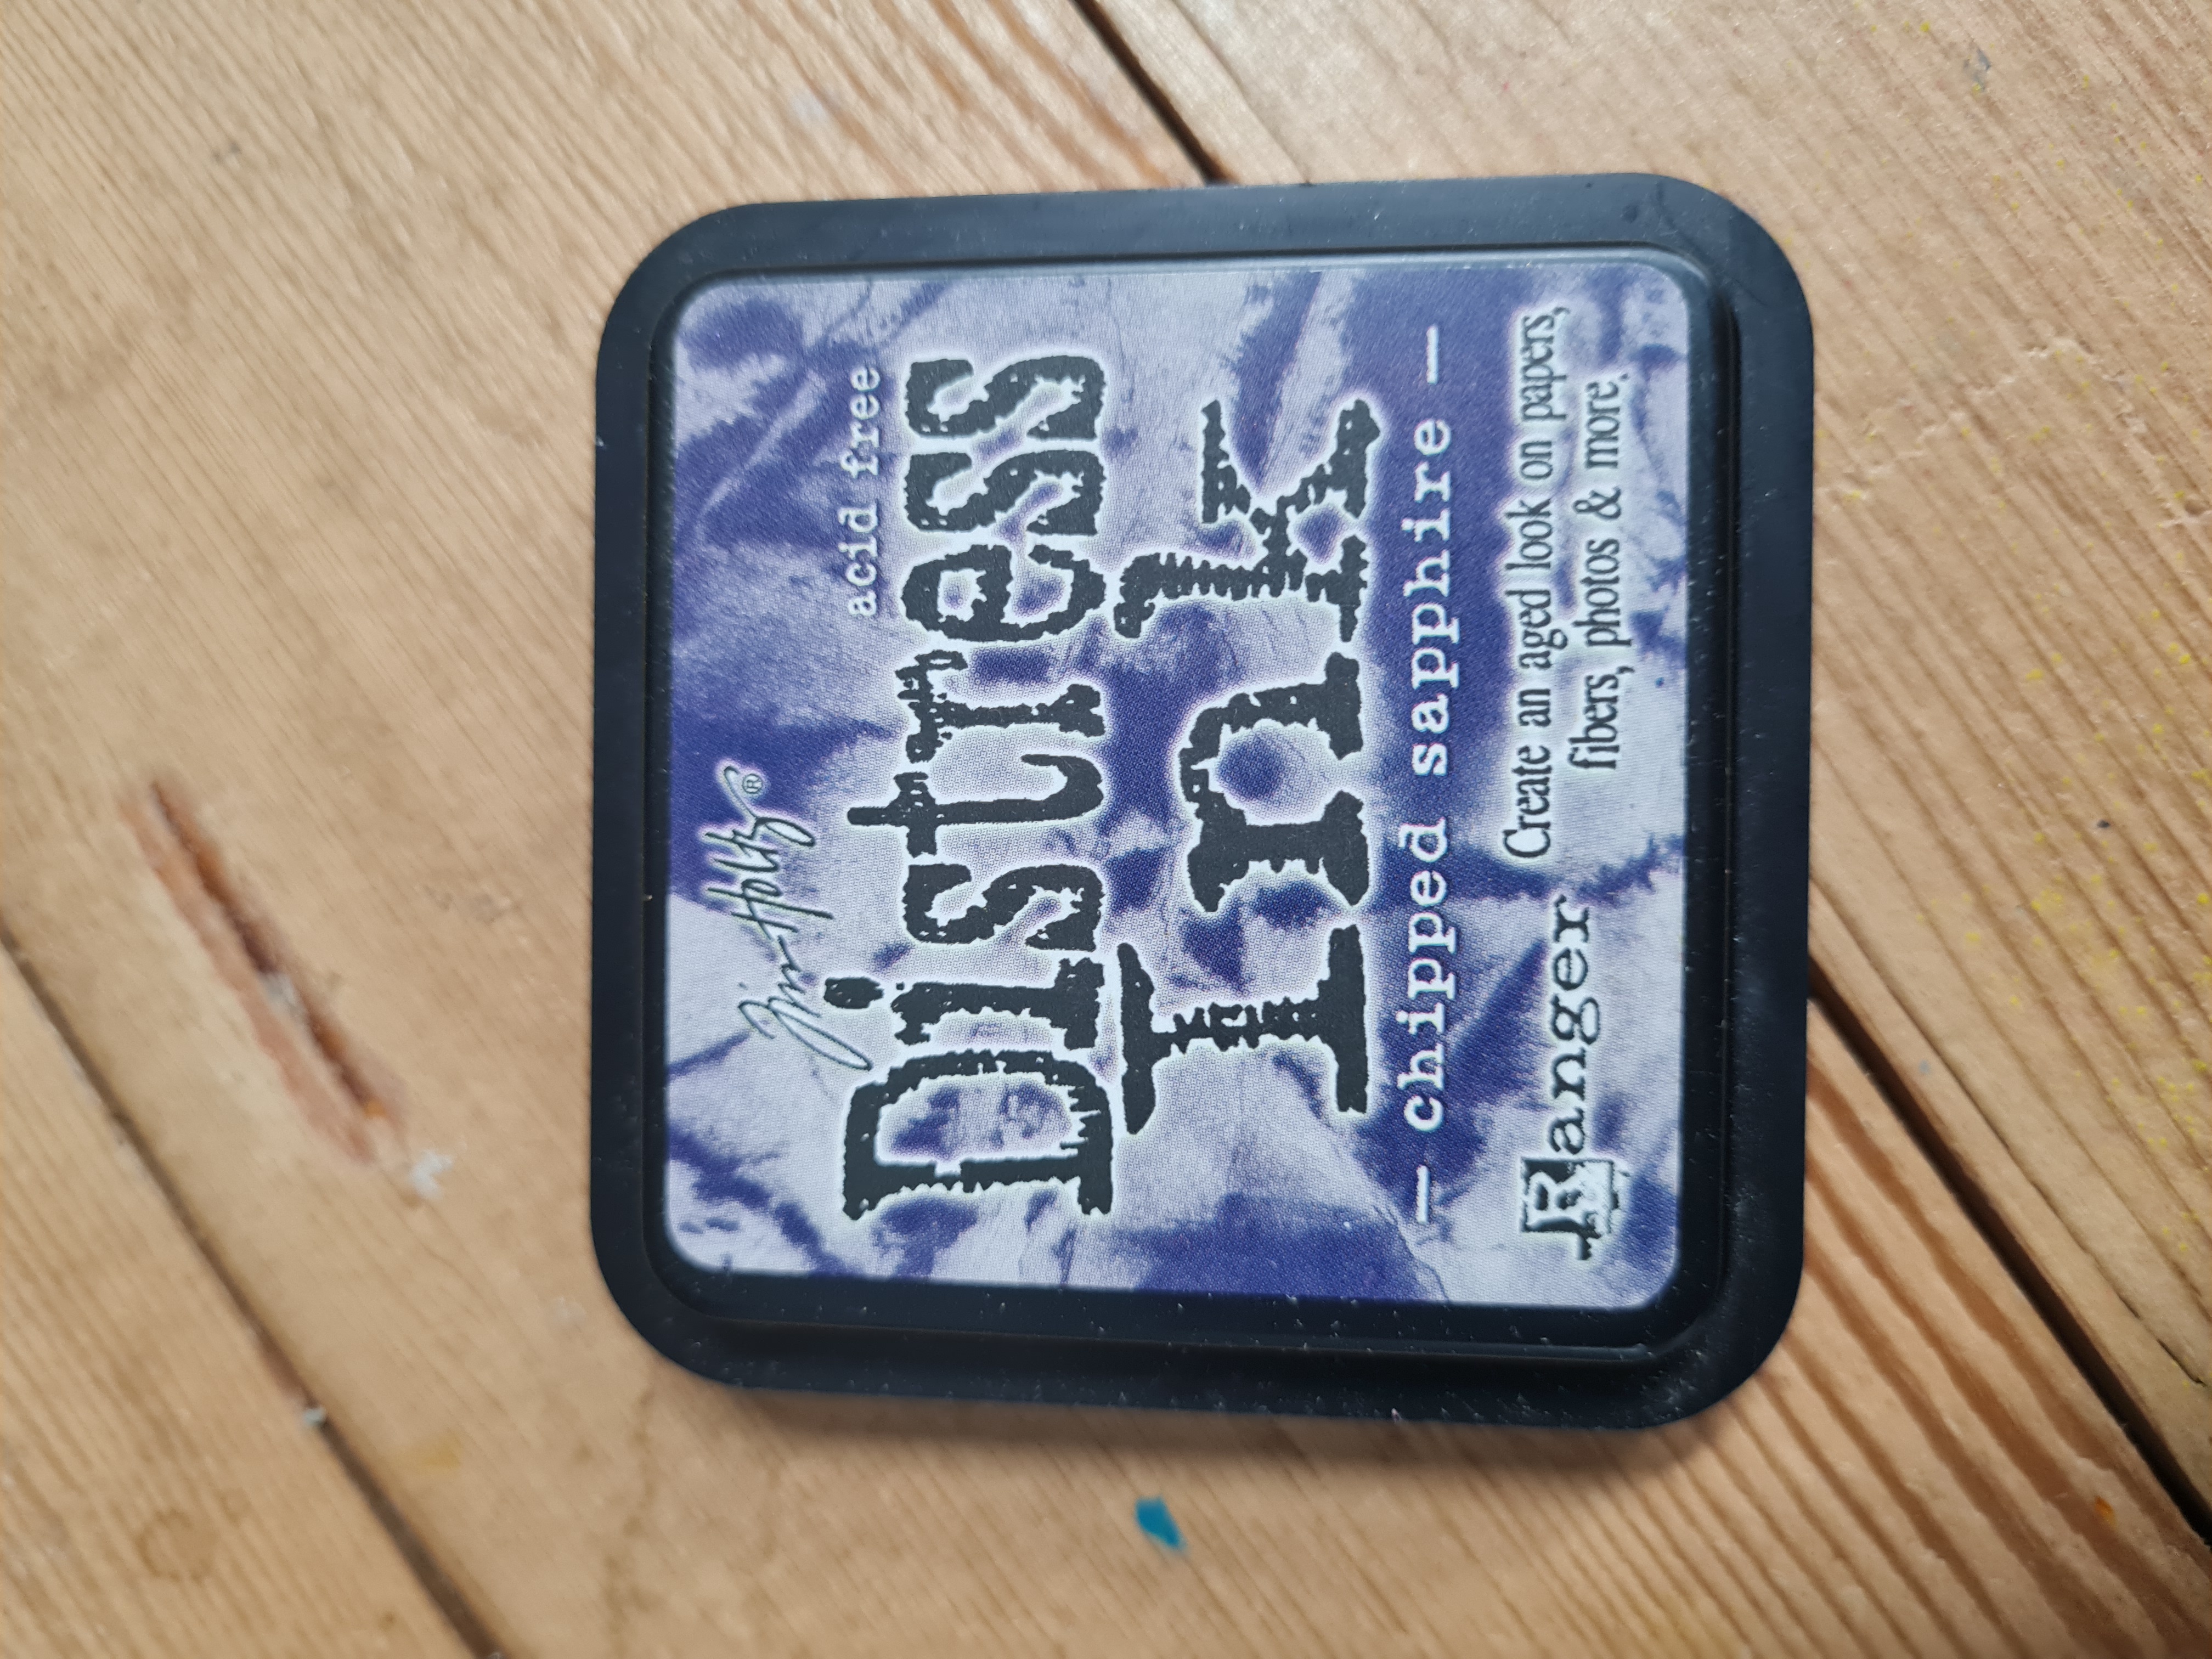 Tim Holtz®
acid free
Distress
Ink
— chipped sapphire —
Ranger
Create an aged look on papers,
fibers, photos & more.